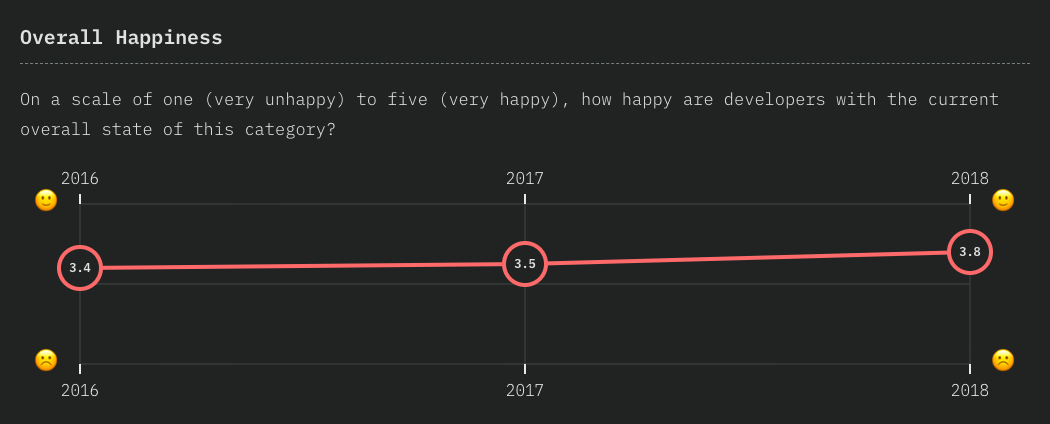 Overall Happiness
On a scale of one (very unhappy) to five (very happy), how happy are developers with the current
overall state of this category?
2016 2017 2018
3.4 3.5 3.8
2016 2017 2018